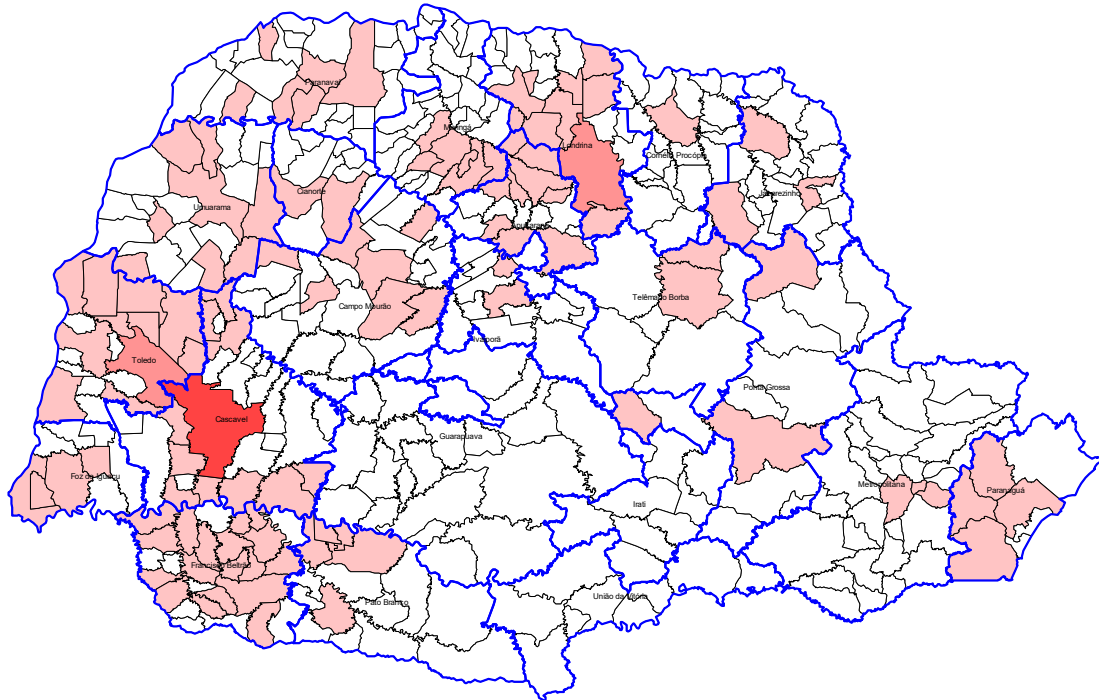 Paranavaí
Maringá
Londrina
Cornélio Procópio
Jacarezinho
Cianorte
Umuarama
Apucarana
Telêmaco Borba
Campo Mourão
Ivaiporã
Toledo
Ponta Grossa
Cascavel
Guarapuava
Foz do Iguaçu
Metropolitana
Paranaguá
Irati
Francisco Beltrão
União da Vitória
Pato Branco